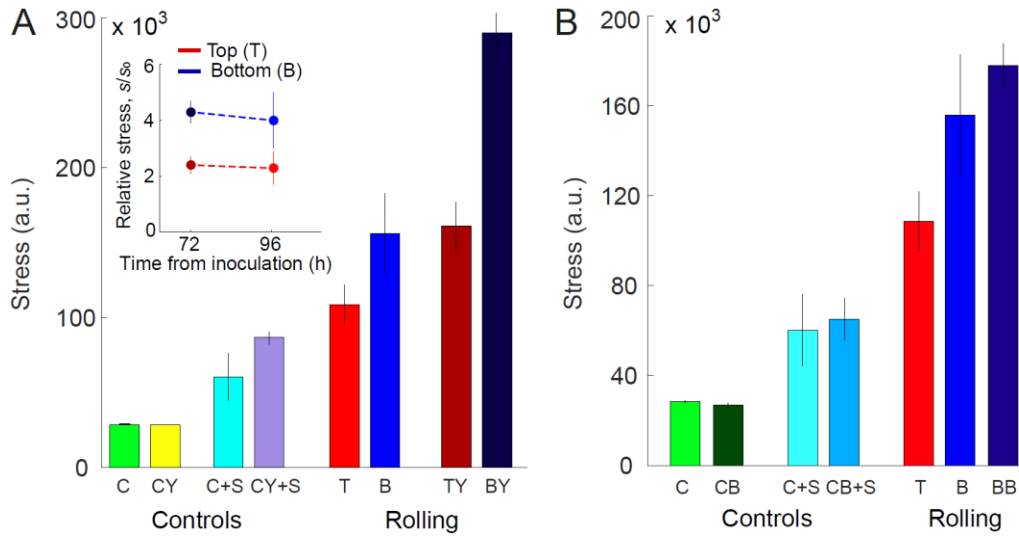 A
x 10³
Stress (a.u.)
300
200
100
0
Top (T)
Bottom (B)
Relative stress, s/s₀
6
4
2
0
72
96
Time from inoculation (h)
C
CY
C+S
CY+S
T
B
TY
BY
Controls
Rolling
B
x 10³
Stress (a.u.)
200
160
120
80
40
0
C
CB
C+S
CB+S
T
B
BB
Controls
Rolling